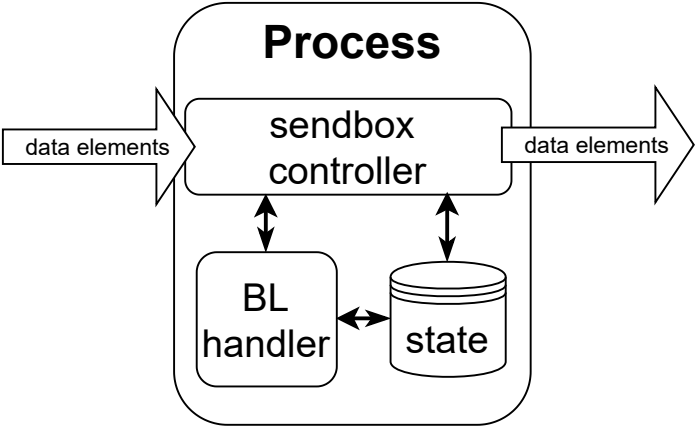 Process
data elements
sendbox
controller
data elements
BL
handler
state